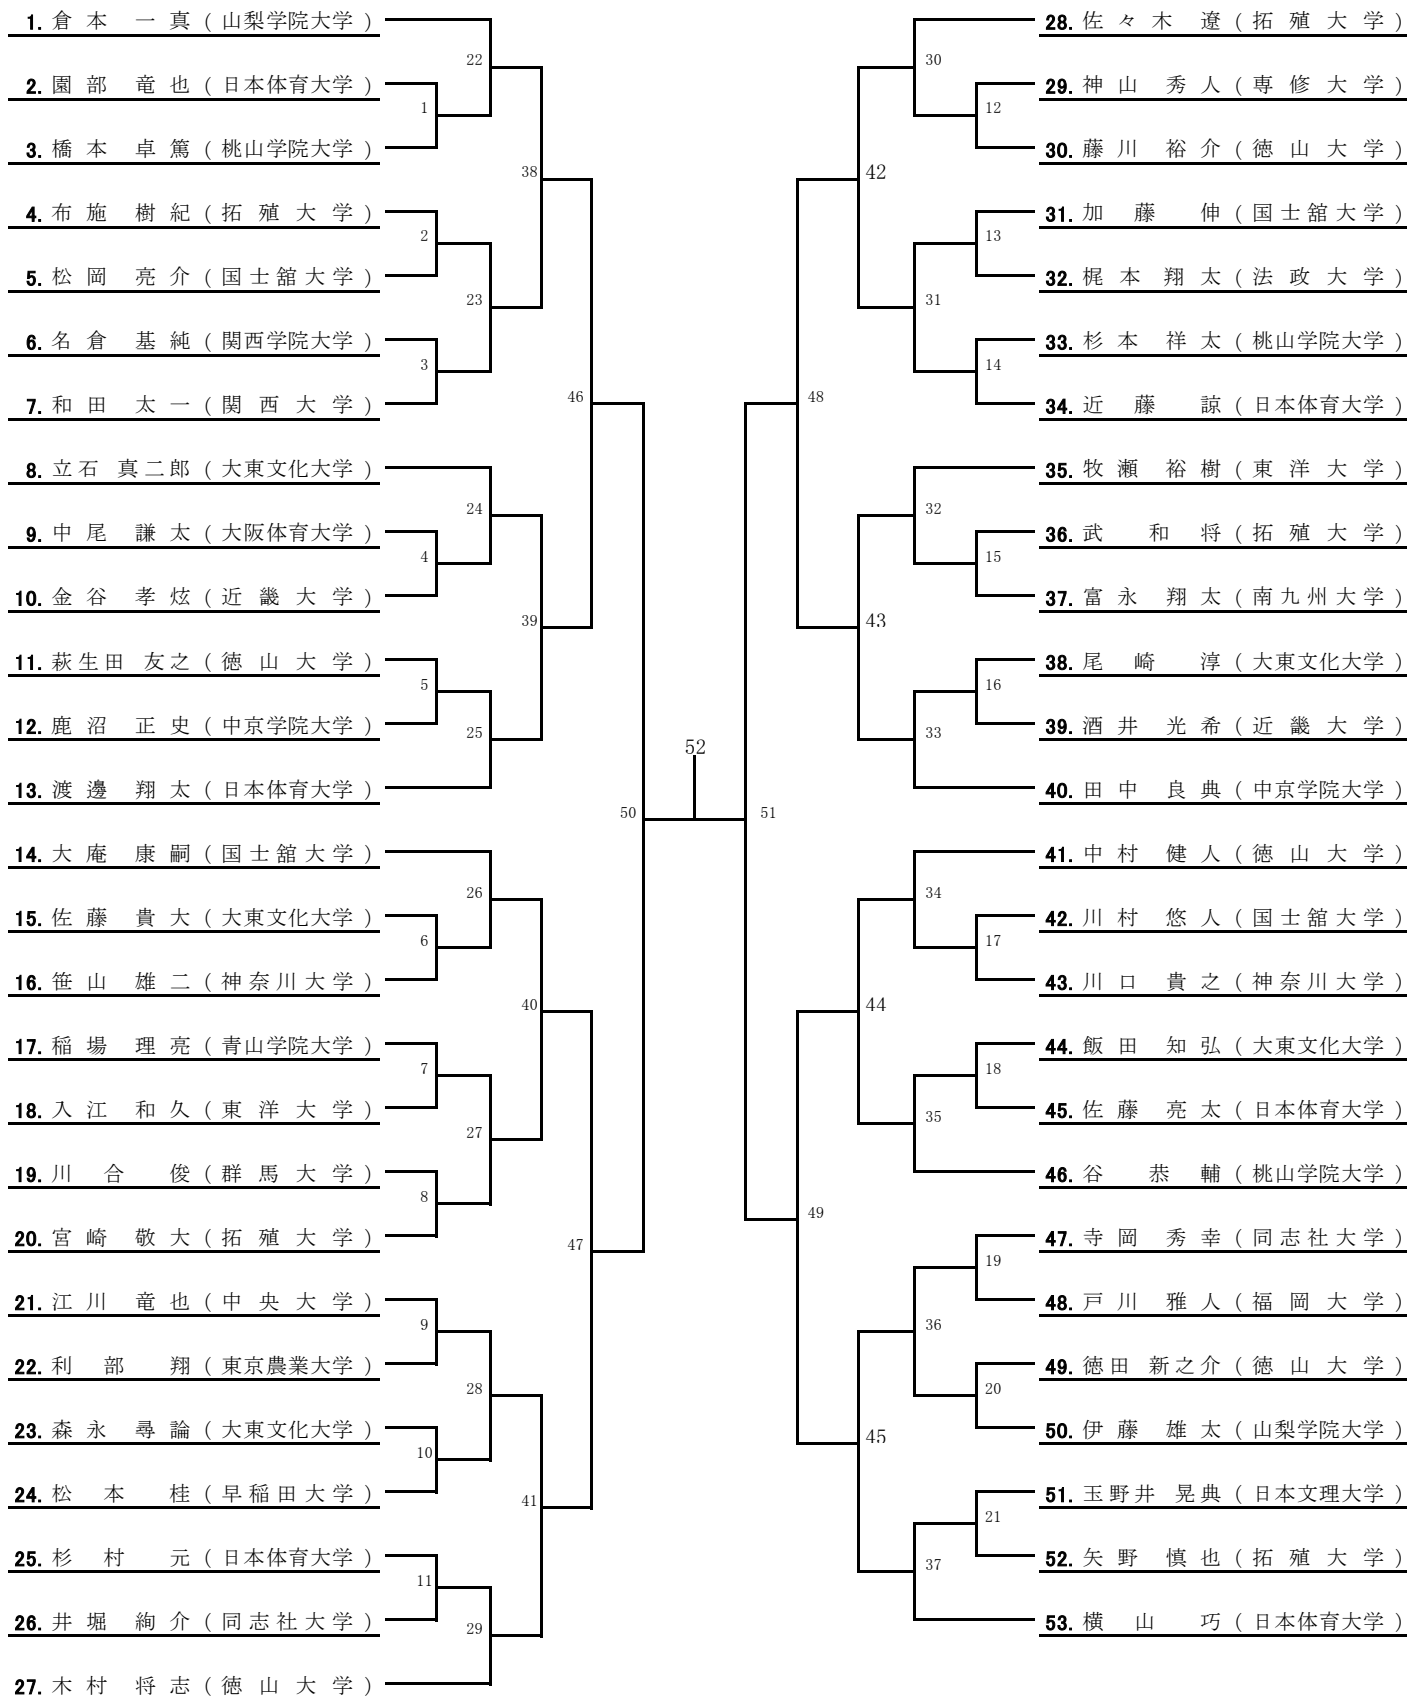 1. 倉本 一真 (山梨学院大学)
22
2. 園部 竜也 (日本体育大学)
1
3. 橋本 卓篤 (桃山学院大学)
38
4. 布施 樹紀 (拓殖大学)
2
5. 松岡 亮介 (国士舘大学)
23
6. 名倉 基純 (関西学院大学)
3
7. 和田 太一 (関西大学)
46
8. 立石 真二郎 (大東文化大学)
24
9. 中尾 謙太 (大阪体育大学)
4
10. 金谷 孝炫 (近畿大学)
39
11. 萩生田 友之 (徳山大学)
5
12. 鹿沼 正史 (中京学院大学)
25
13. 渡邊 翔太 (日本体育大学)
50
14. 大庵 康嗣 (国士舘大学)
26
15. 佐藤 貴大 (大東文化大学)
6
16. 笹山 雄二 (神奈川大学)
40
17. 稲場 理亮 (青山学院大学)
7
18. 入江 和久 (東洋大学)
27
19. 川合 俊 (群馬大学)
8
20. 宮崎 敬大 (拓殖大学)
47
21. 江川 竜也 (中央大学)
9
22. 利部 翔 (東京農業大学)
28
23. 森永 尋論 (大東文化大学)
10
24. 松本 桂 (早稲田大学)
41
25. 杉村 元 (日本体育大学)
11
26. 井堀 絢介 (同志社大学)
29
27. 木村 将志 (徳山大学)
52
28. 佐々木 遼 (拓殖大学)
30
29. 神山 秀人 (専修大学)
12
30. 藤川 裕介 (徳山大学)
42
31. 加藤 伸 (国士舘大学)
13
32. 梶本 翔太 (法政大学)
31
33. 杉本 祥太 (桃山学院大学)
14
34. 近藤 諒 (日本体育大学)
48
35. 牧瀬 裕樹 (東洋大学)
32
36. 武 和将 (拓殖大学)
15
37. 富永 翔太 (南九州大学)
43
38. 尾崎 淳 (大東文化大学)
16
39. 酒井 光希 (近畿大学)
33
40. 田中 良典 (中京学院大学)
51
41. 中村 健人 (徳山大学)
34
42. 川村 悠人 (国士舘大学)
17
43. 川口 貴之 (神奈川大学)
44
44. 飯田 知弘 (大東文化大学)
18
45. 佐藤 亮太 (日本体育大学)
35
46. 谷 恭輔 (桃山学院大学)
49
47. 寺岡 秀幸 (同志社大学)
19
48. 戸川 雅人 (福岡大学)
36
49. 徳田 新之介 (徳山大学)
20
50. 伊藤 雄太 (山梨学院大学)
45
51. 玉野井 晃典 (日本文理大学)
21
52. 矢野 慎也 (拓殖大学)
37
53. 横山 巧 (日本体育大学)